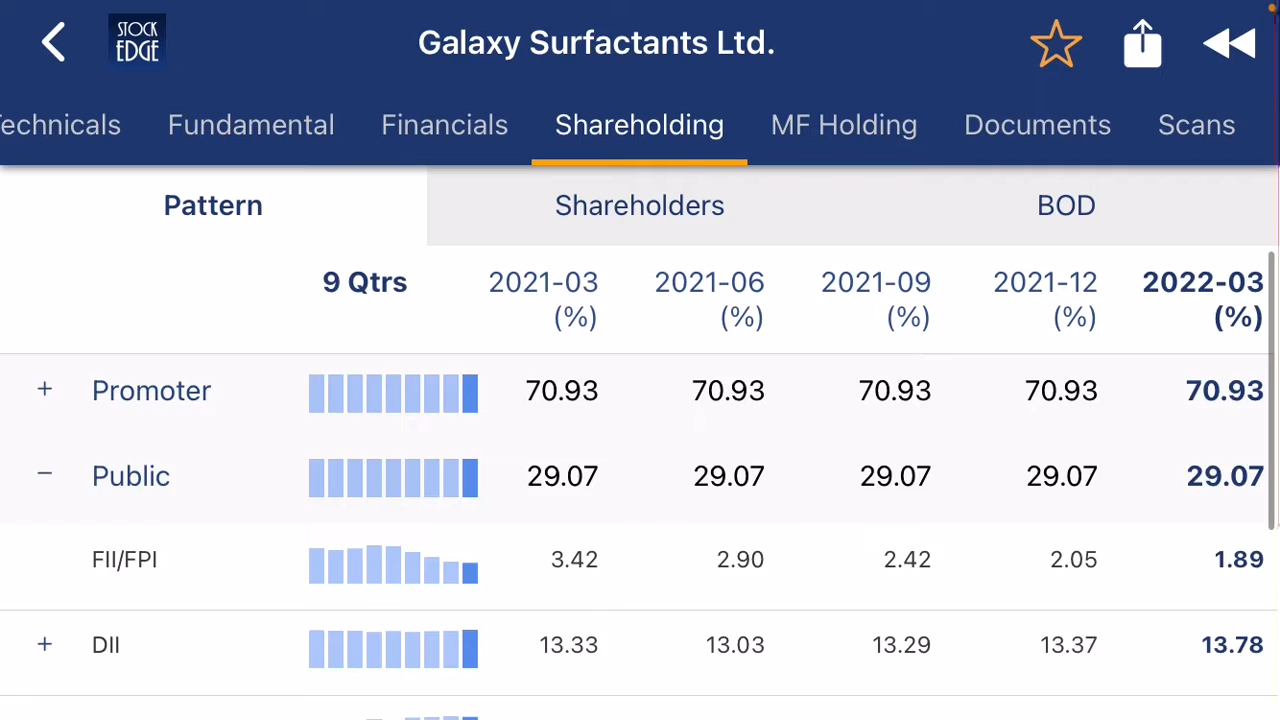 STOCK
EDGE
Galaxy Surfactants Ltd.
echnicals Fundamental Financials Shareholding MF Holding Documents Scans
Pattern Shareholders BOD
9 Qtrs 2021-03 (%) 2021-06 (%) 2021-09 (%) 2021-12 (%) 2022-03 (%)
+ Promoter 70.93 70.93 70.93 70.93 70.93
− Public 29.07 29.07 29.07 29.07 29.07
FII/FPI 3.42 2.90 2.42 2.05 1.89
+ DII 13.33 13.03 13.29 13.37 13.78